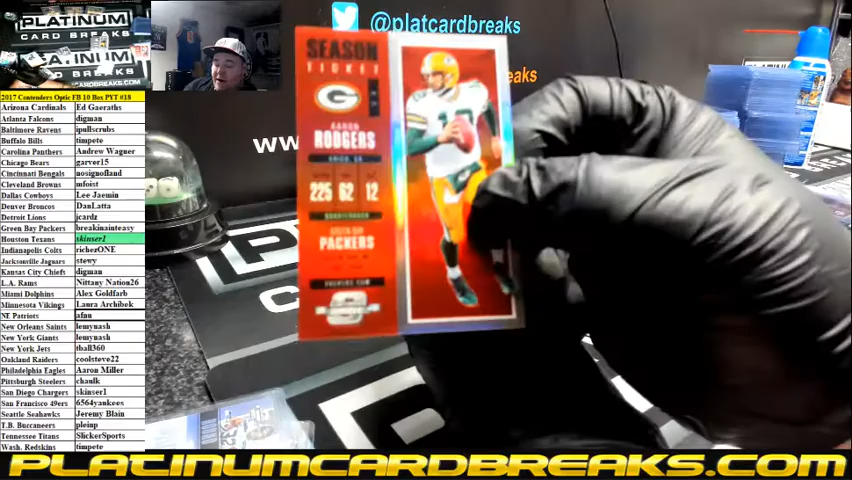 PLATINUM
CARD BREAKS
@platcardbreaks
2017 Contenders Optic FB 10 Box PYT #18
Arizona Cardinals Ed Gaeraths
Atlanta Falcons digman
Baltimore Ravens ipullscrubs
Buffalo Bills timpete
Carolina Panthers Andrew Wagner
Chicago Bears garver15
Cincinnati Bengals nosignofland
Cleveland Browns mfoist
Dallas Cowboys Lee Jaemin
Denver Broncos DanLatta
Detroit Lions jcardz
Green Bay Packers breakinainteasy
Houston Texans skinser1
Indianapolis Colts richerONE
Jacksonville Jaguars stewy
Kansas City Chiefs digman
L.A. Rams Nittany Nation26
Miami Dolphins Alex Goldfarb
Minnesota Vikings Laura Archibek
NE Patriots afnu
New Orleans Saints lemynash
New York Giants lemynash
New York Jets tball360
Oakland Raiders coolsteve22
Philadelphia Eagles Aaron Miller
Pittsburgh Steelers chaulk
San Diego Chargers skinser1
San Francisco 49ers 6564yankees
Seattle Seahawks Jeremy Blain
T.B. Buccaneers pleinp
Tennessee Titans SlickerSports
Wash. Redskins timpete
SEASON
TICKET
G
AARON
RODGERS
225 62 12
QUARTERBACK
GREEN BAY
PACKERS
ww
PLATINUMCARDBREAKS.COM